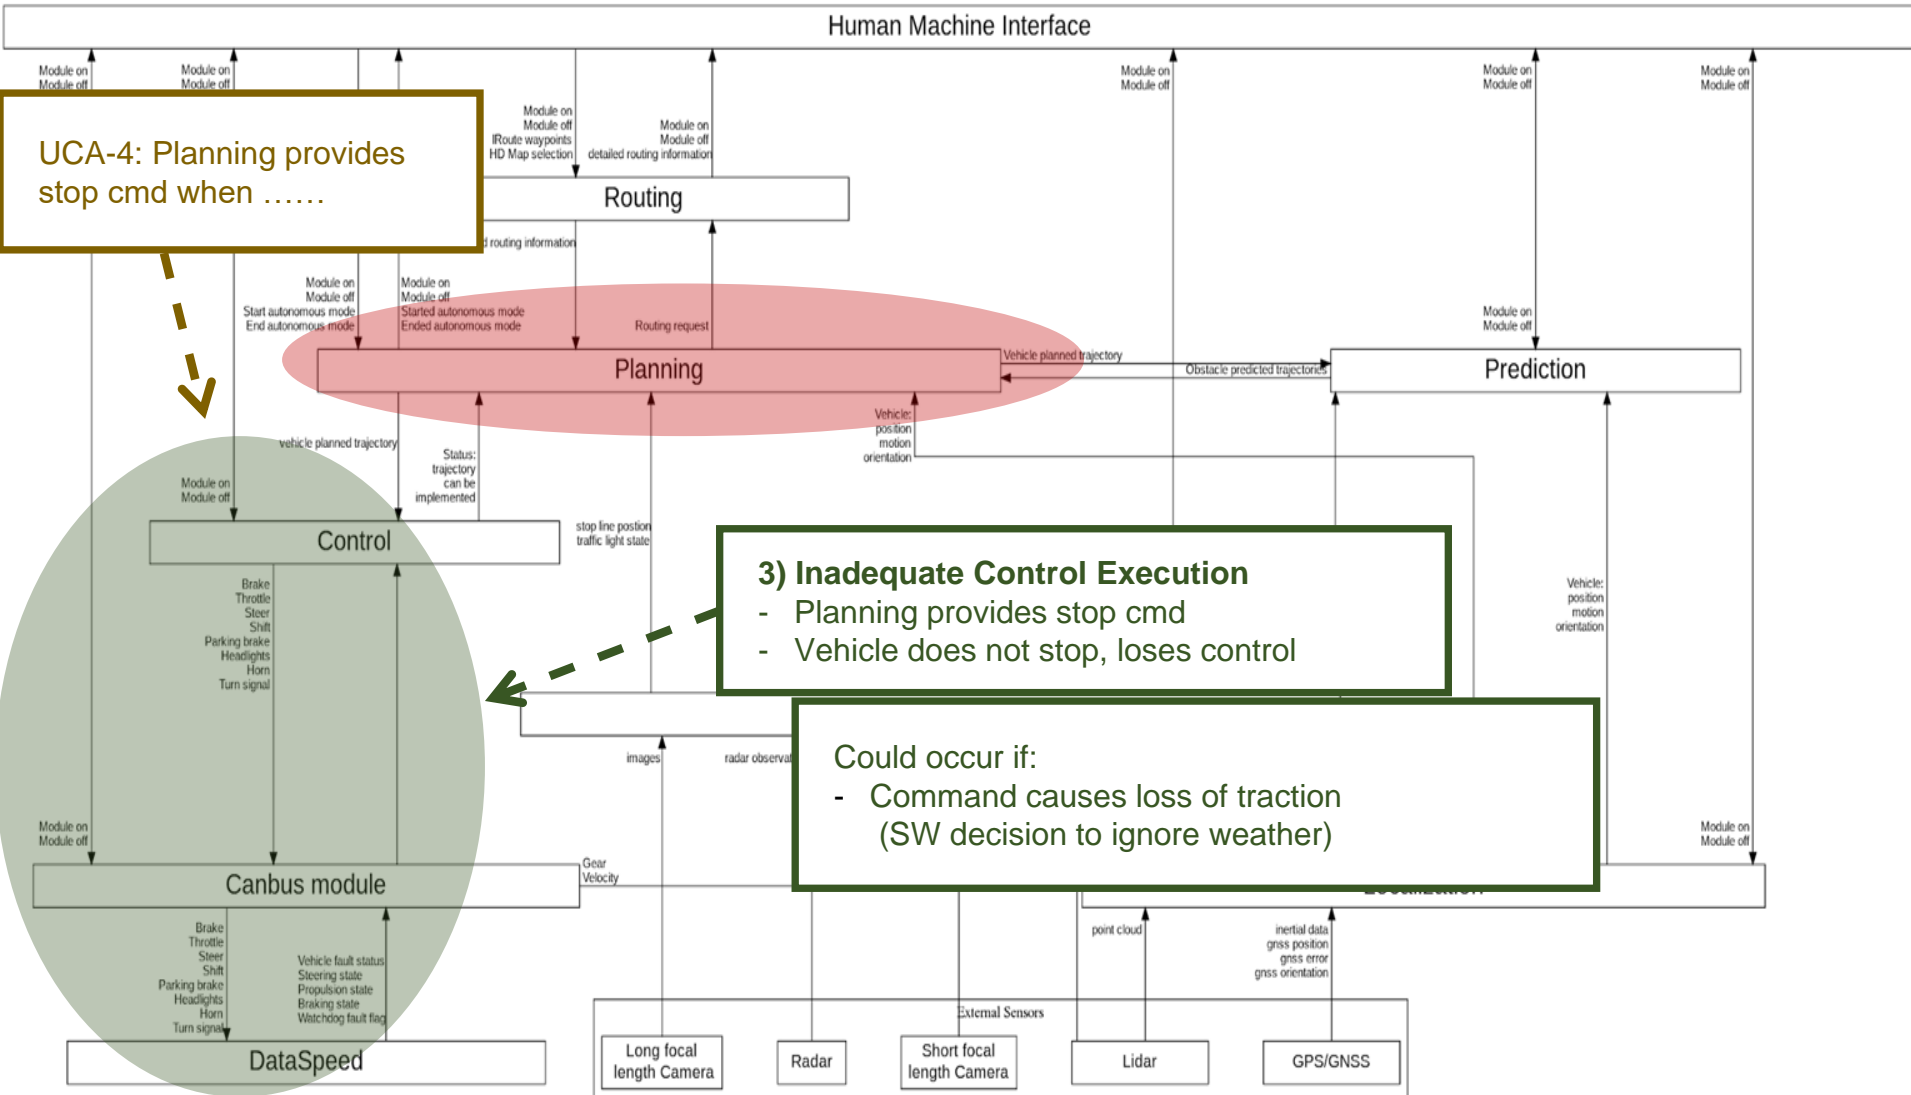 Human Machine Interface
Module on
Module off
Module on
Module off
Module on
Module off
Module on
Module off
Module on
Module off
UCA-4: Planning provides
stop cmd when ……
Module on
Module off
lRoute waypoints
HD Map selection
Module on
Module off
detailed routing information
Routing
routing information
Module on
Module off
Start autonomous mode
End autonomous mode
Module on
Module off
Started autonomous mode
Ended autonomous mode
Routing request
Module on
Module off
Planning
Vehicle planned trajectory
Obstacle predicted trajectories
Prediction
vehicle planned trajectory
Status:
trajectory
can be
implemented
Vehicle:
position
motion
orientation
Module on
Module off
Control
stop line postion
traffic light state
3) Inadequate Control Execution
- Planning provides stop cmd
- Vehicle does not stop, loses control
Brake
Throttle
Steer
Shift
Parking brake
Headlights
Horn
Turn signal
Vehicle:
position
motion
orientation
images
radar observat
Could occur if:
- Command causes loss of traction
(SW decision to ignore weather)
Module on
Module off
Module on
Module off
Canbus module
Gear
Velocity
Brake
Throttle
Steer
Shift
Parking brake
Headlights
Horn
Turn signal
Vehicle fault status
Steering state
Propulsion state
Braking state
Watchdog fault flag
point cloud
inertial data
gnss position
gnss error
gnss orientation
External Sensors
DataSpeed
Long focal
length Camera
Radar
Short focal
length Camera
Lidar
GPS/GNSS